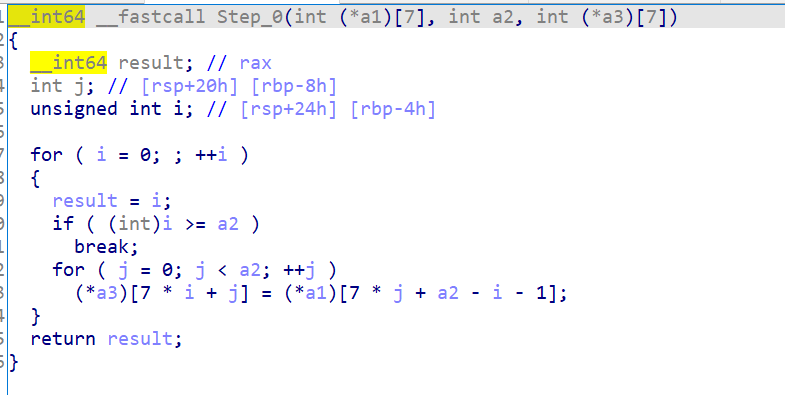 1 __int64 __fastcall Step_0(int (*a1)[7], int a2, int (*a3)[7])
2 {
3   __int64 result; // rax
4   int j; // [rsp+20h] [rbp-8h]
5   unsigned int i; // [rsp+24h] [rbp-4h]
6
7   for ( i = 0; ; ++i )
8   {
9     result = i;
0     if ( (int)i >= a2 )
1       break;
2     for ( j = 0; j < a2; ++j )
3       (*a3)[7 * i + j] = (*a1)[7 * j + a2 - i - 1];
4   }
5   return result;
6 }